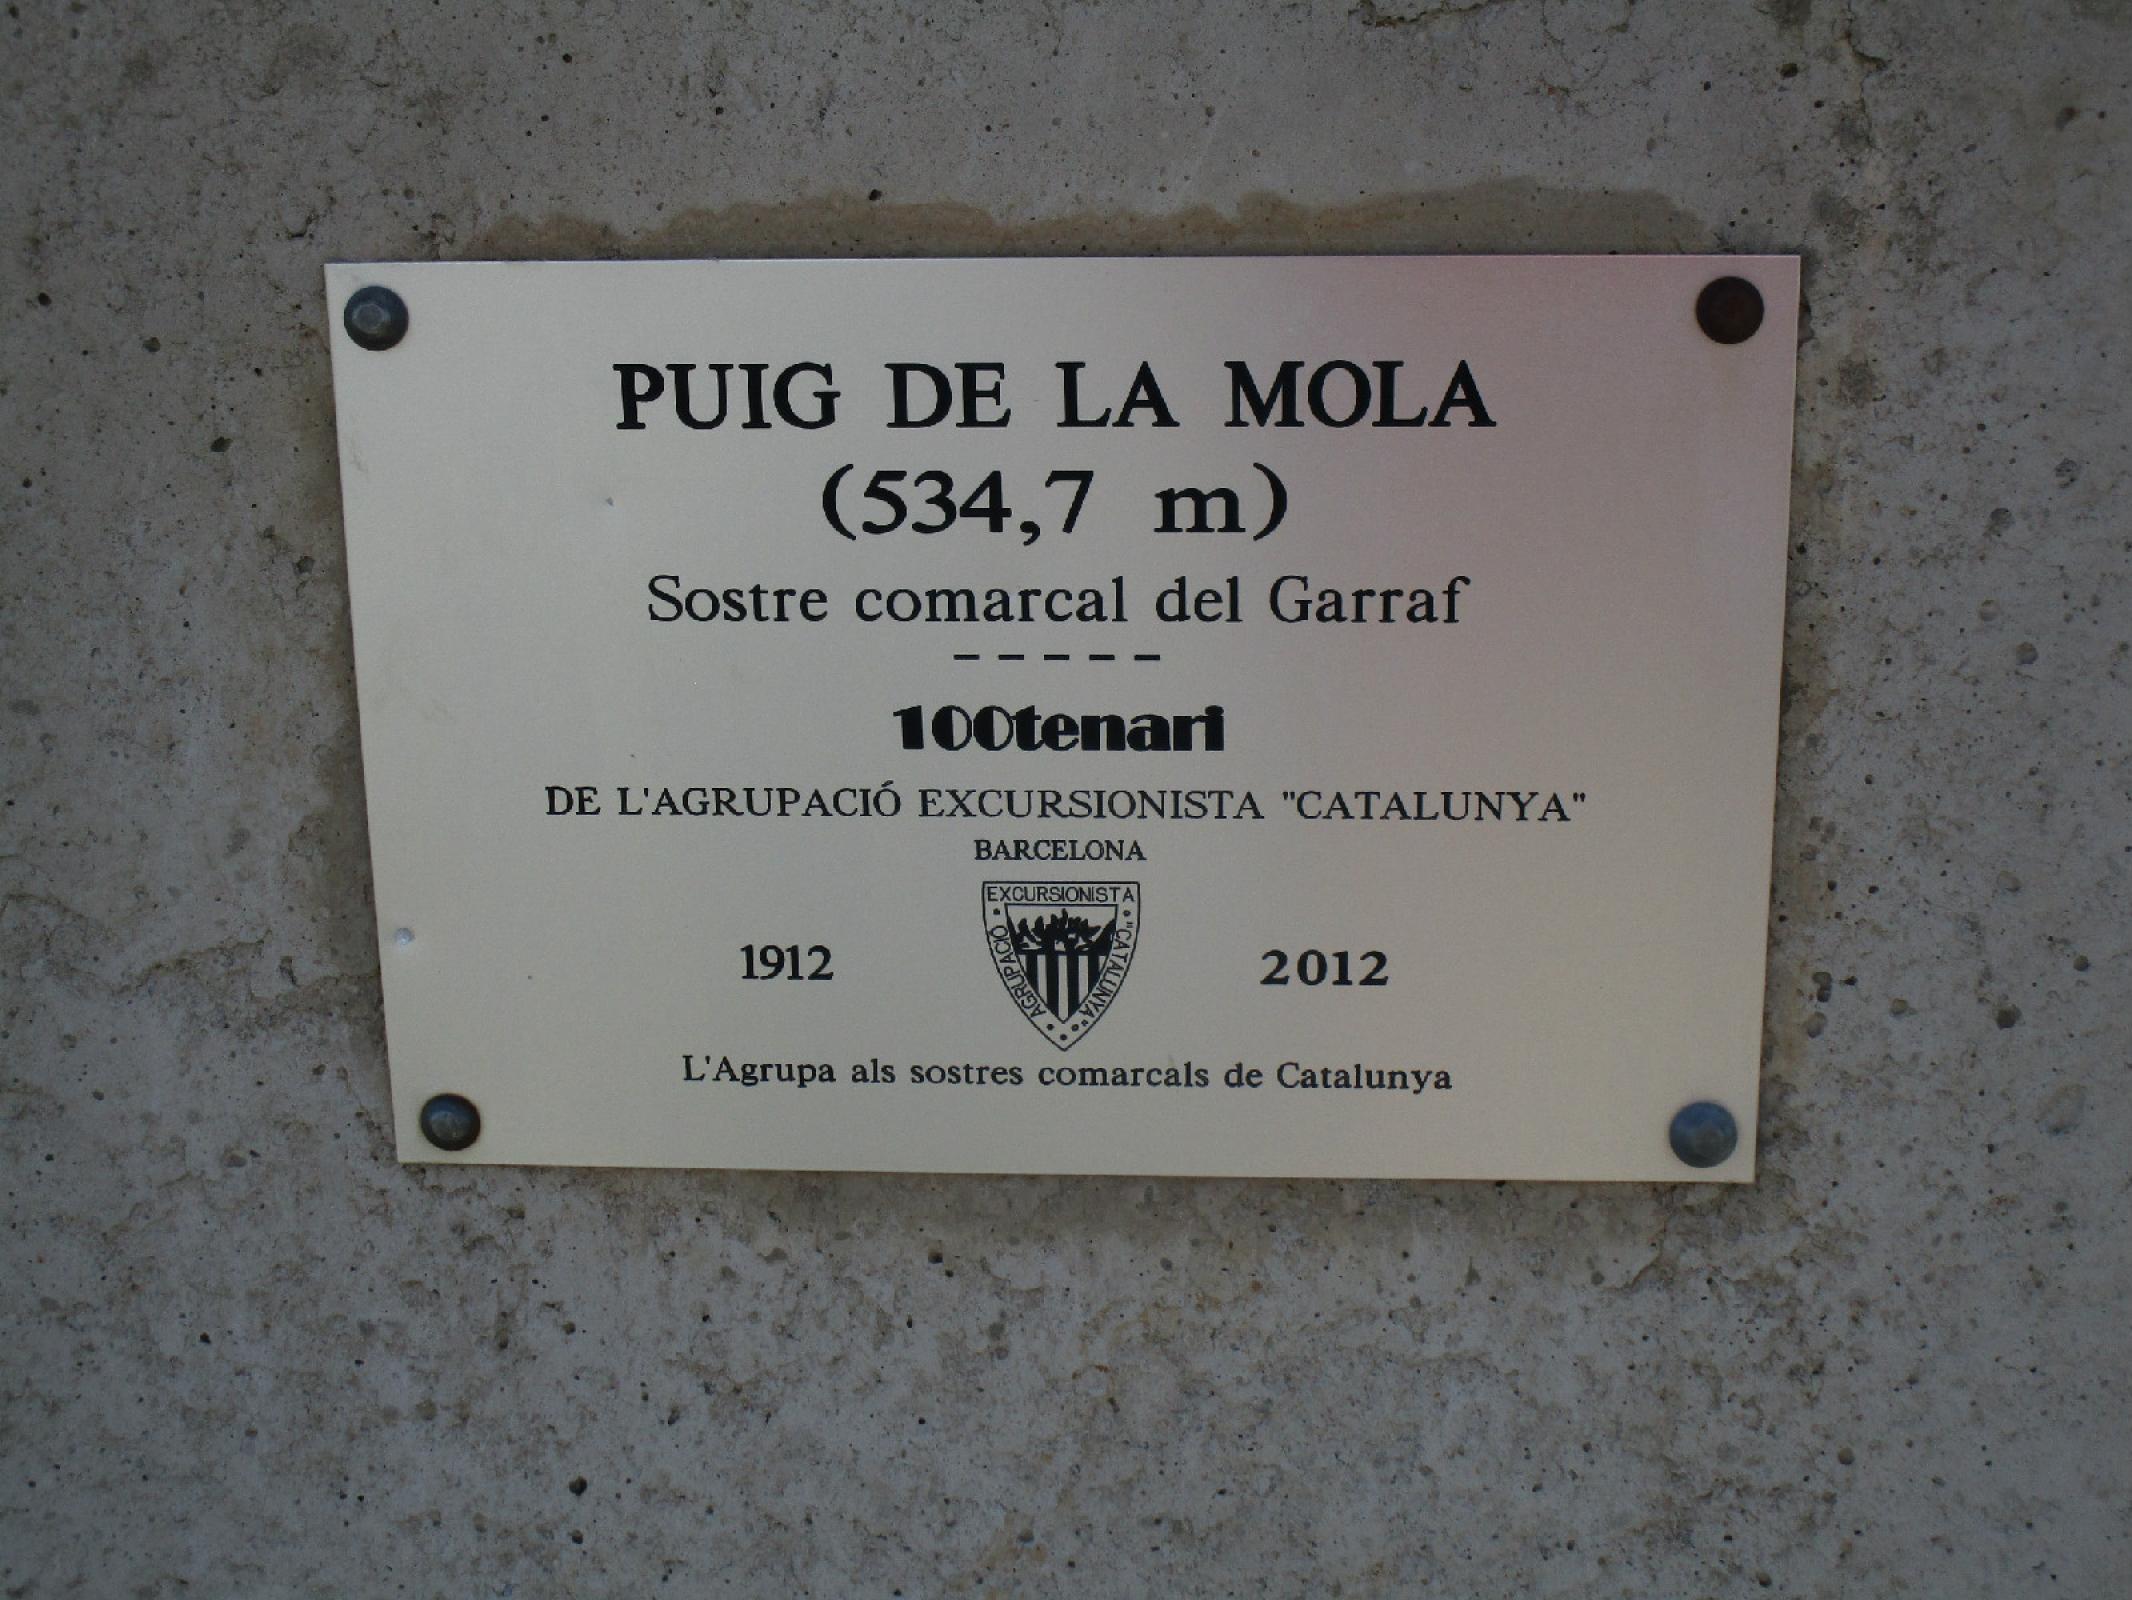 PUIG DE LA MOLA
(534,7 m)
Sostre comarcal del Garraf
- - - - -
100tenari
DE L'AGRUPACIÓ EXCURSIONISTA "CATALUNYA"
BARCELONA
AGRUPACIÓ EXCURSIONISTA "CATALUNYA"
1912 2012
L'Agrupa als sostres comarcals de Catalunya